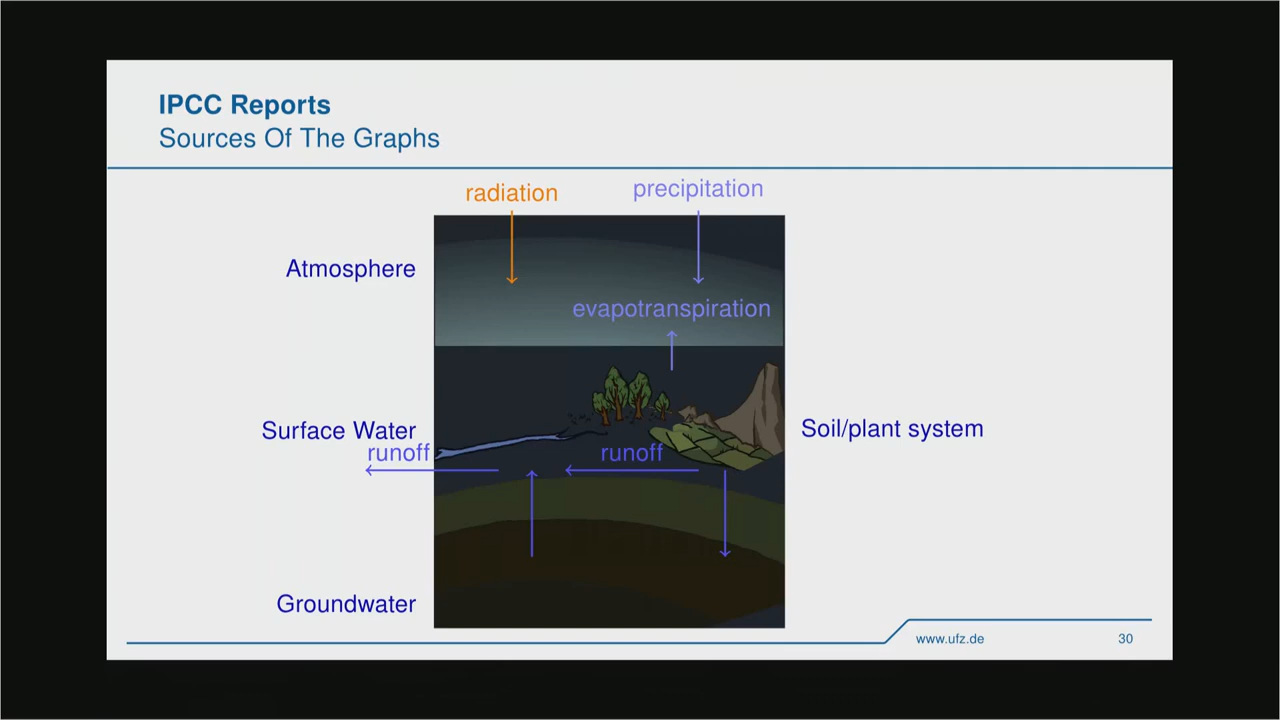 IPCC Reports
Sources Of The Graphs
radiation
precipitation
Atmosphere
evapotranspiration
Surface Water
Soil/plant system
runoff
runoff
Groundwater
www.ufz.de
30